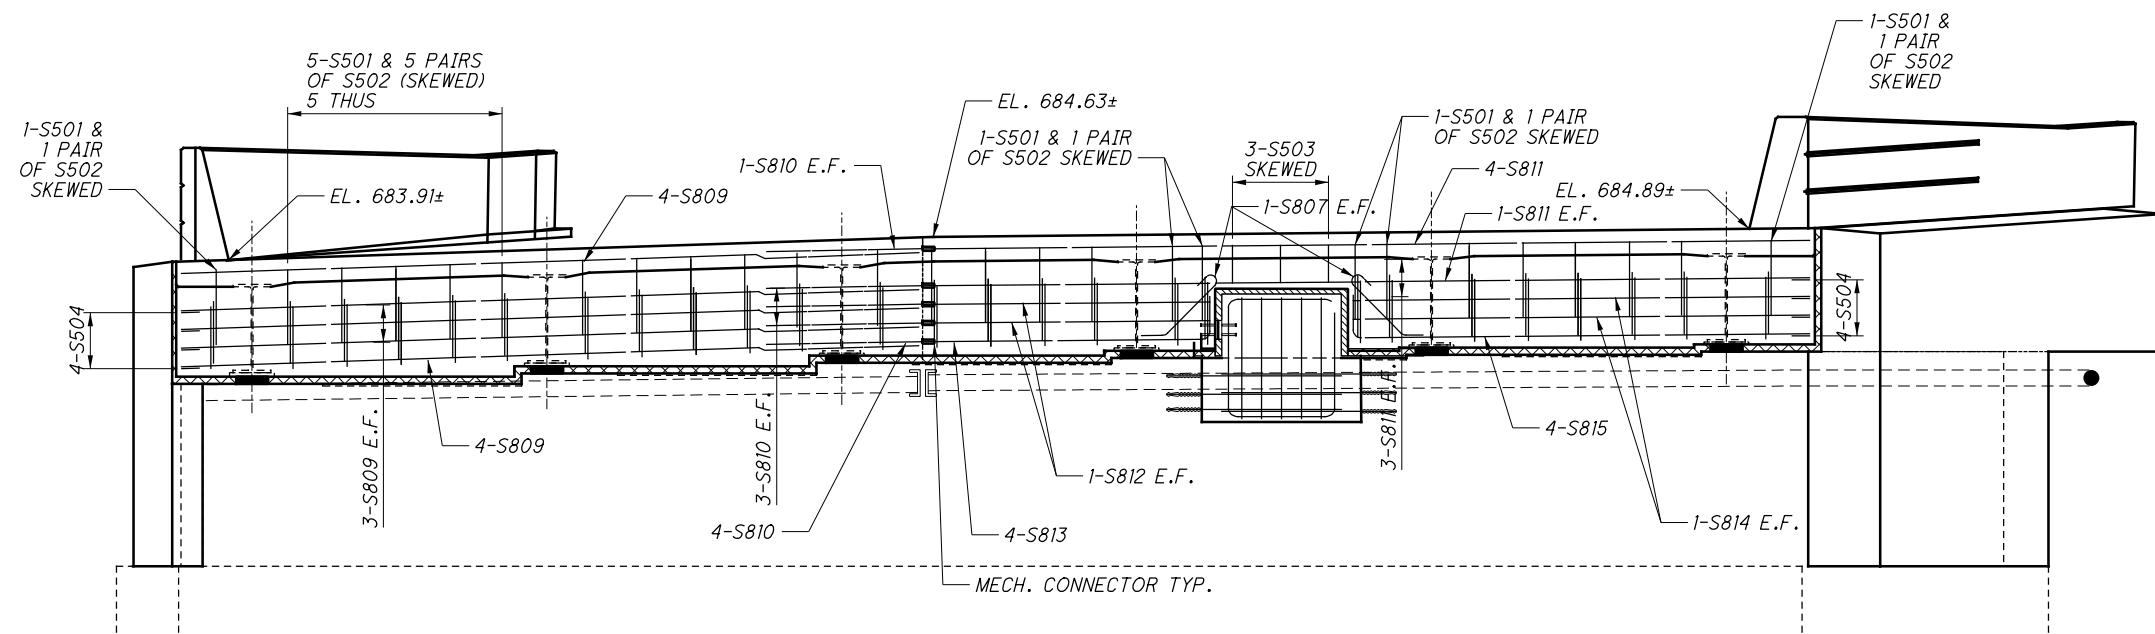 1-S501 &
1 PAIR
OF S502
SKEWED
5-S501 & 5 PAIRS
OF S502 (SKEWED)
5 THUS
EL. 684.63±
1-S501 & 1 PAIR
OF S502 SKEWED
1-S501 & 1 PAIR
OF S502 SKEWED
1-S501 &
1 PAIR
OF S502
SKEWED
3-S503
SKEWED
1-S810 E.F.
4-S811
EL. 683.91±
4-S809
1-S807 E.F.
EL. 684.89±
1-S811 E.F.
4-S504
4-S504
3-S809 E.F.
4-S809
3-S810 E.F.
4-S810
1-S812 E.F.
4-S813
3-S811 E.F.
4-S815
1-S814 E.F.
MECH. CONNECTOR TYP.